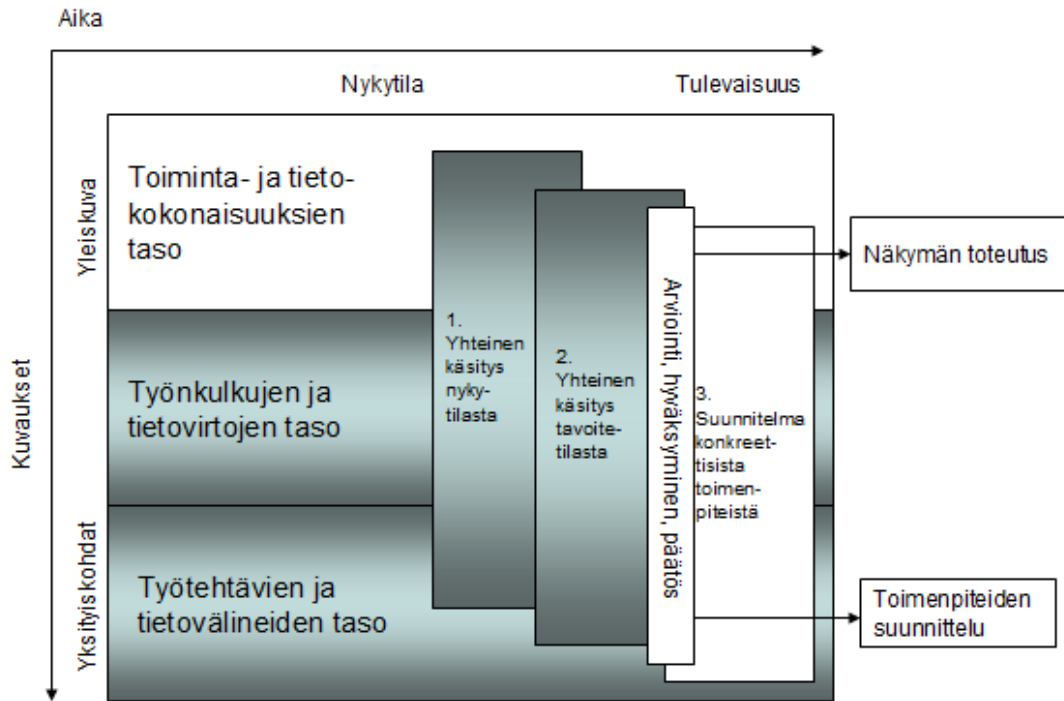 Aika
Nykytila
Tulevaisuus
Kuvaukset
Yleiskuva
Yksityiskohdat
Toiminta- ja tieto-
kokonaisuuksien
taso
Työnkulkujen ja
tietovirtojen taso
Työtehtävien ja
tietovälineiden taso
1.
Yhteinen
käsitys
nyky-
tilasta
2.
Yhteinen
käsitys
tavoite-
tilasta
Arviointi, hyväksyminen, päätös
3.
Suunnitelma
konkreet-
tisista
toimen-
piteistä
Näkymän toteutus
Toimenpiteiden
suunnittelu